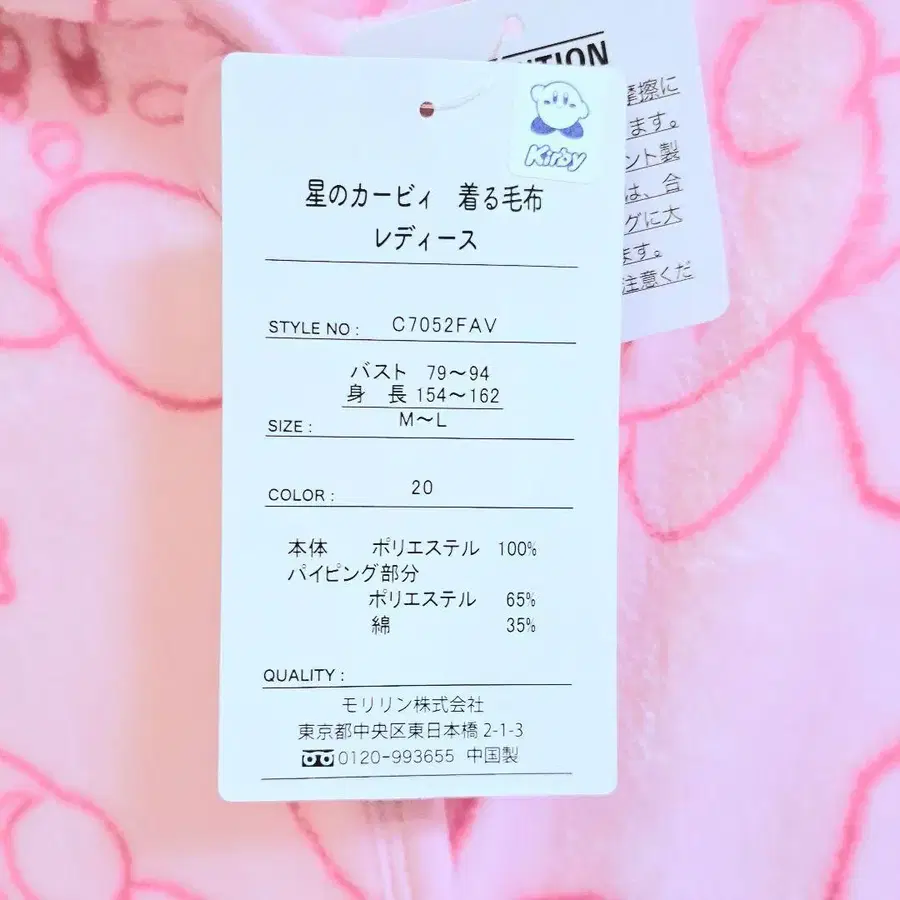 Kirby
星のカービィ 着る毛布
レディース
STYLE NO : C7052FAV
バスト 79～94
身 長 154～162
SIZE : M～L
COLOR : 20
本体 ポリエステル 100%
パイピング部分
ポリエステル 65%
綿 35%
QUALITY :
モリリン株式会社
東京都中央区東日本橋2-1-3
0120-993655 中国製
摩擦に
ます。
ント製
は、合
グに大
ます。
注意くだ